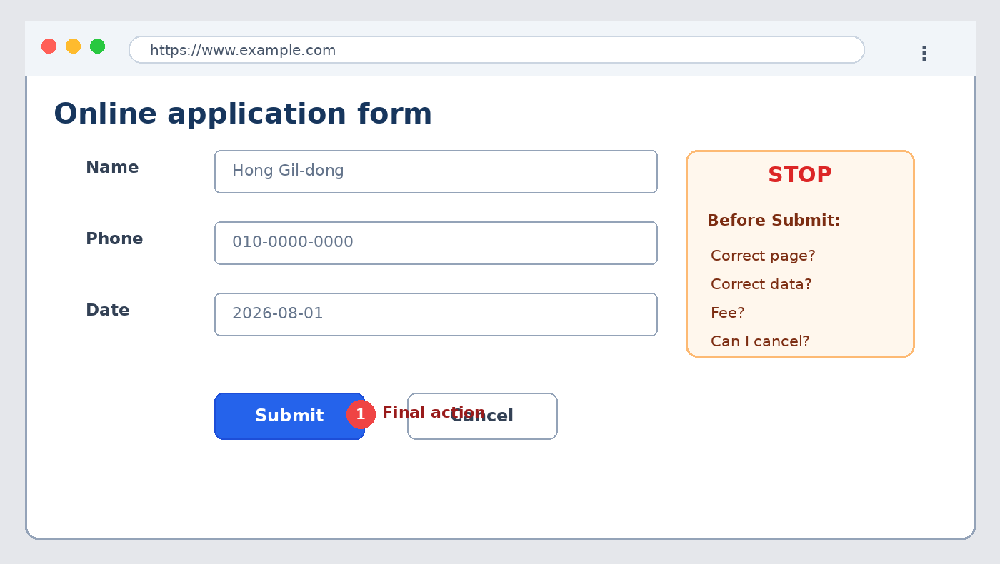 https://www.example.com
Online application form
Name
Hong Gil-dong
Phone
010-0000-0000
Date
2026-08-01
STOP
Before Submit:
Correct page?
Correct data?
Fee?
Can I cancel?
Submit
1
Final action
Cancel